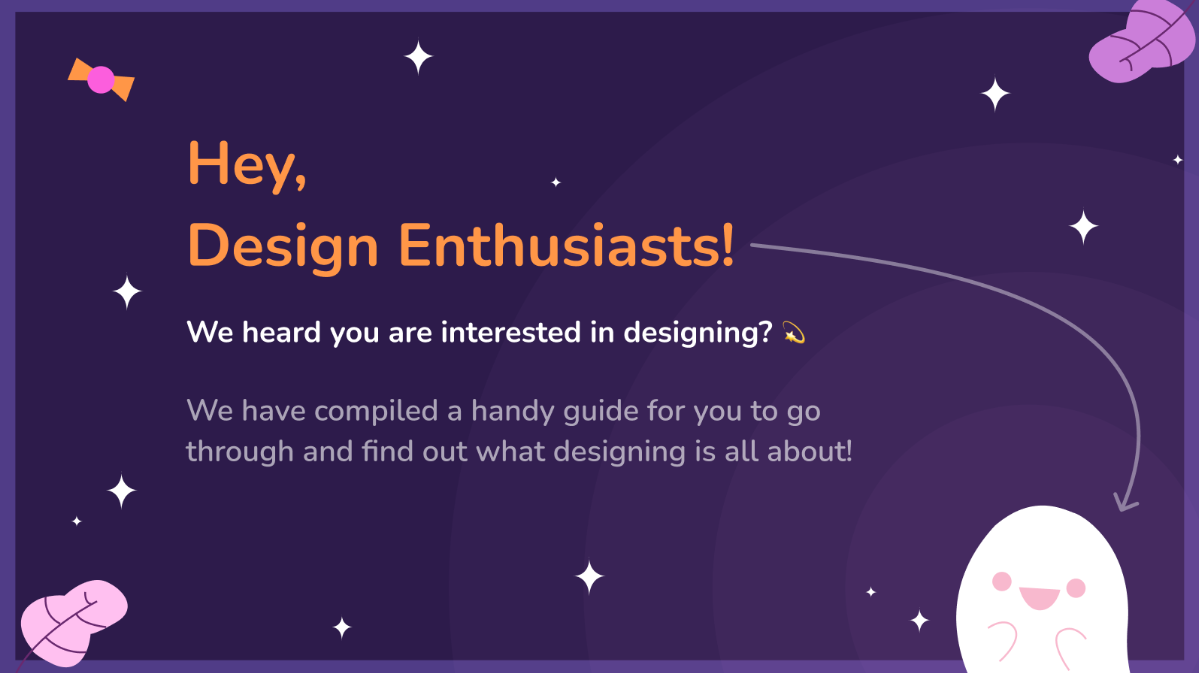 Hey,
Design Enthusiasts!
We heard you are interested in designing? 💫
We have compiled a handy guide for you to go
through and find out what designing is all about!